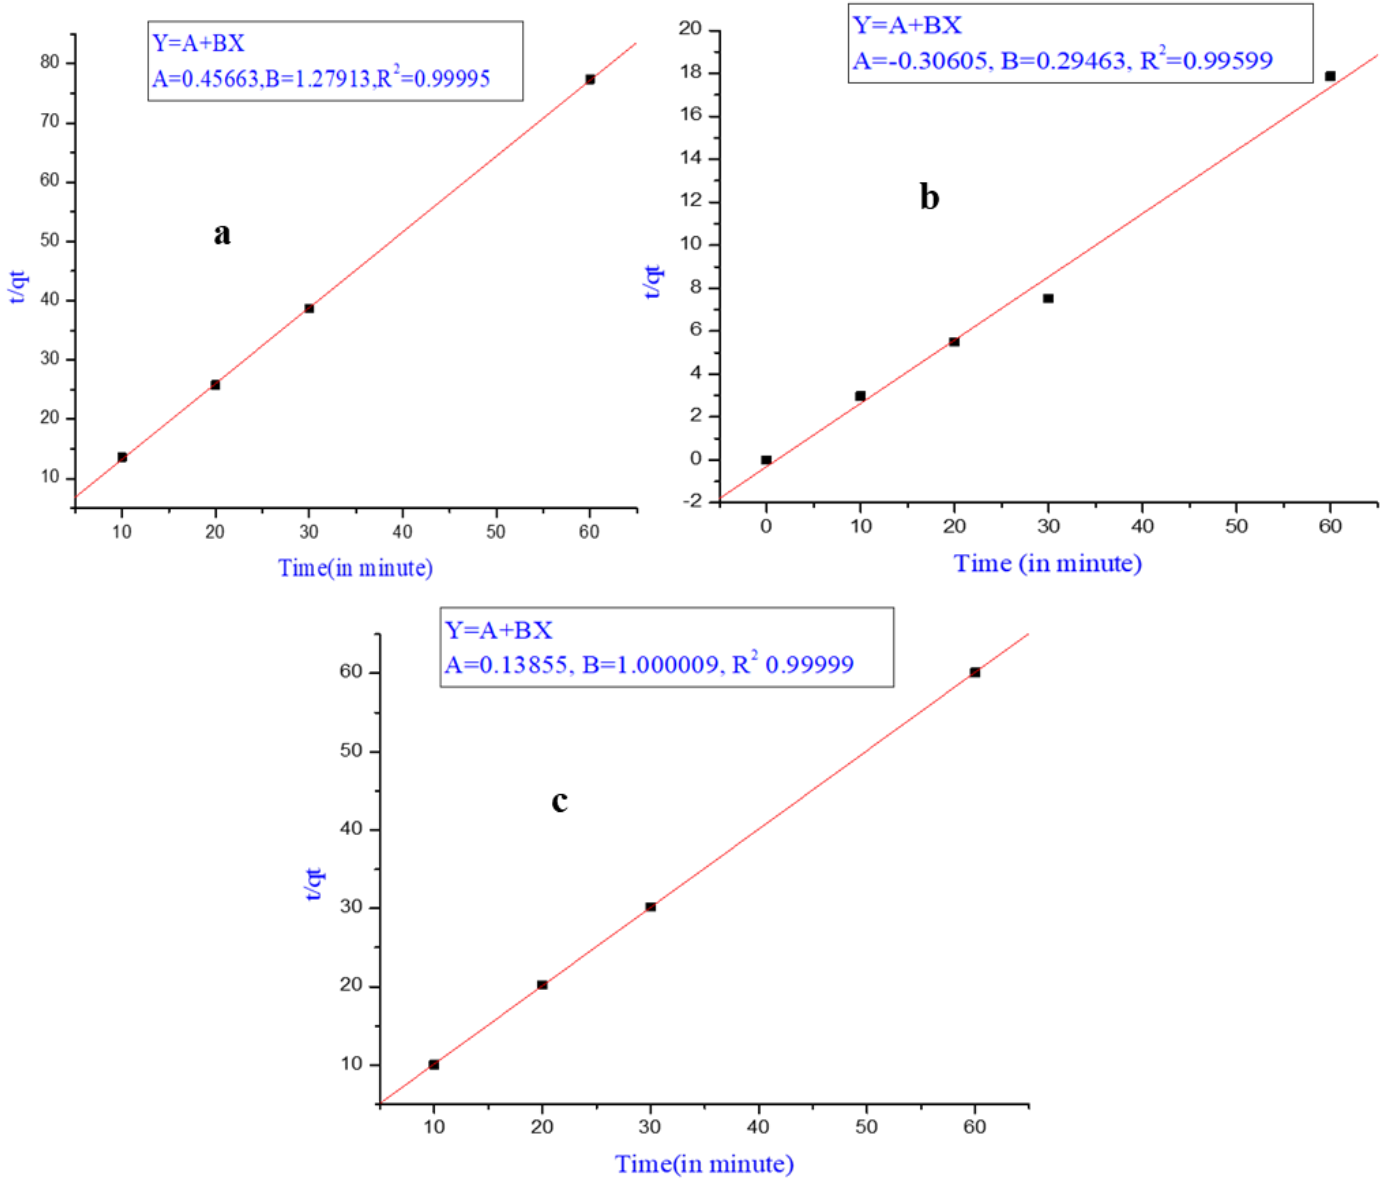 Y=A+BX
A=0.45663,B=1.27913,R²=0.99995
80
70
60
50
40
30
20
10
a
t/qt
10 20 30 40 50 60
Time(in minute)
Y=A+BX
A=-0.30605, B=0.29463, R²=0.99599
20
18
16
14
12
10
8
6
4
2
0
-2
b
t/qt
0 10 20 30 40 50 60
Time (in minute)
Y=A+BX
A=0.13855, B=1.000009, R² 0.99999
60
50
40
30
20
10
c
t/qt
10 20 30 40 50 60
Time(in minute)